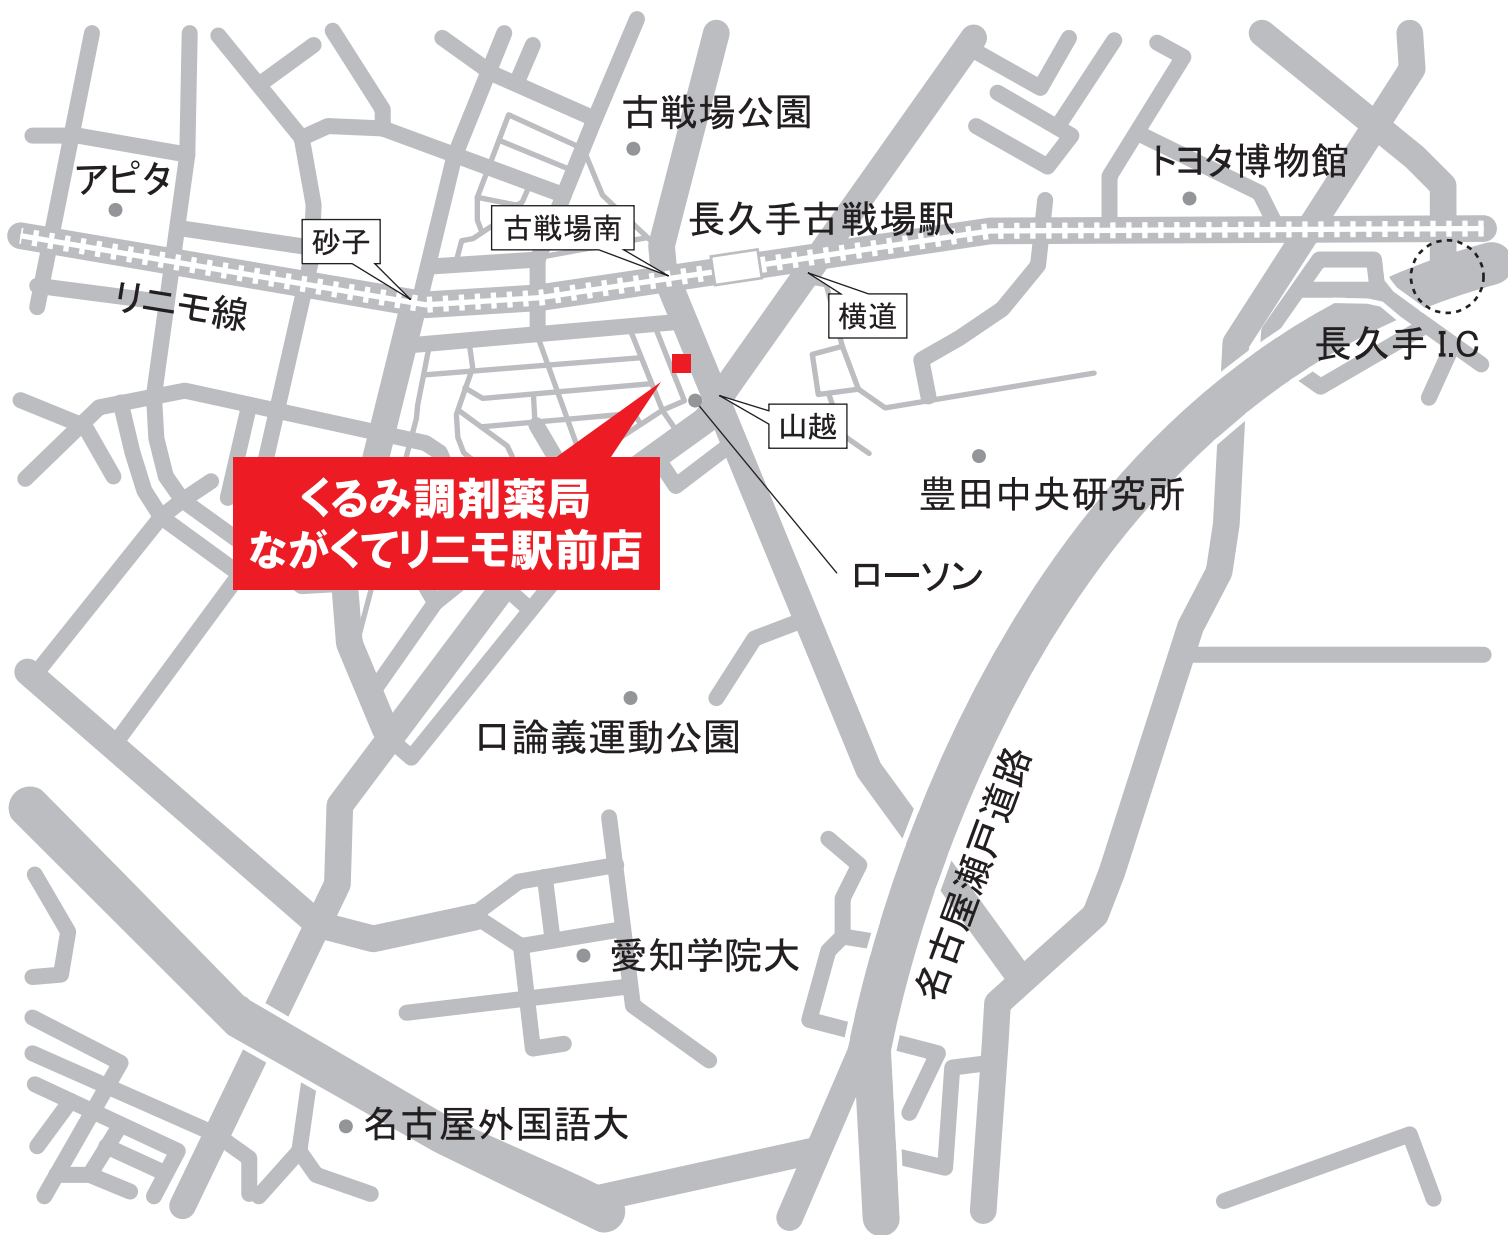 古戦場公園
トヨタ博物館
アピタ
長久手古戦場駅
古戦場南
砂子
リニモ線
横道
長久手 I.C
山越
豊田中央研究所
くるみ調剤薬局
ながくてリニモ駅前店
ローソン
口論義運動公園
名古屋瀬戸道路
愛知学院大
名古屋外国語大